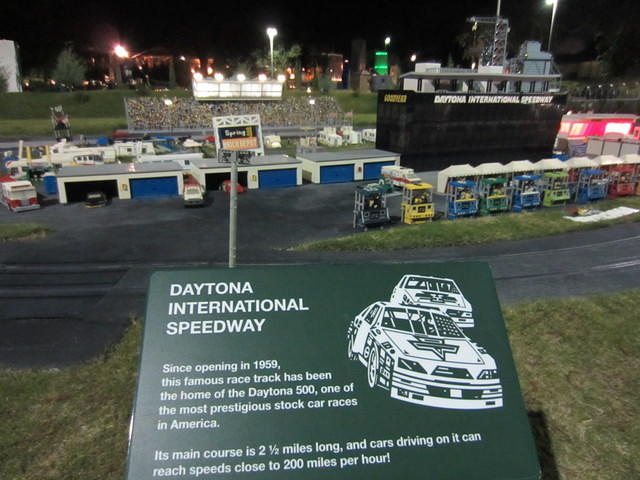 GOODYEAR
DAYTONA INTERNATIONAL SPEEDWAY
Spring
DAYTONA
INTERNATIONAL
SPEEDWAY
Since opening in 1959,
this famous race track has been
the home of the Daytona 500, one of
the most prestigious stock car races
in America.
Its main course is 2 ½ miles long, and cars driving on it can
reach speeds close to 200 miles per hour!